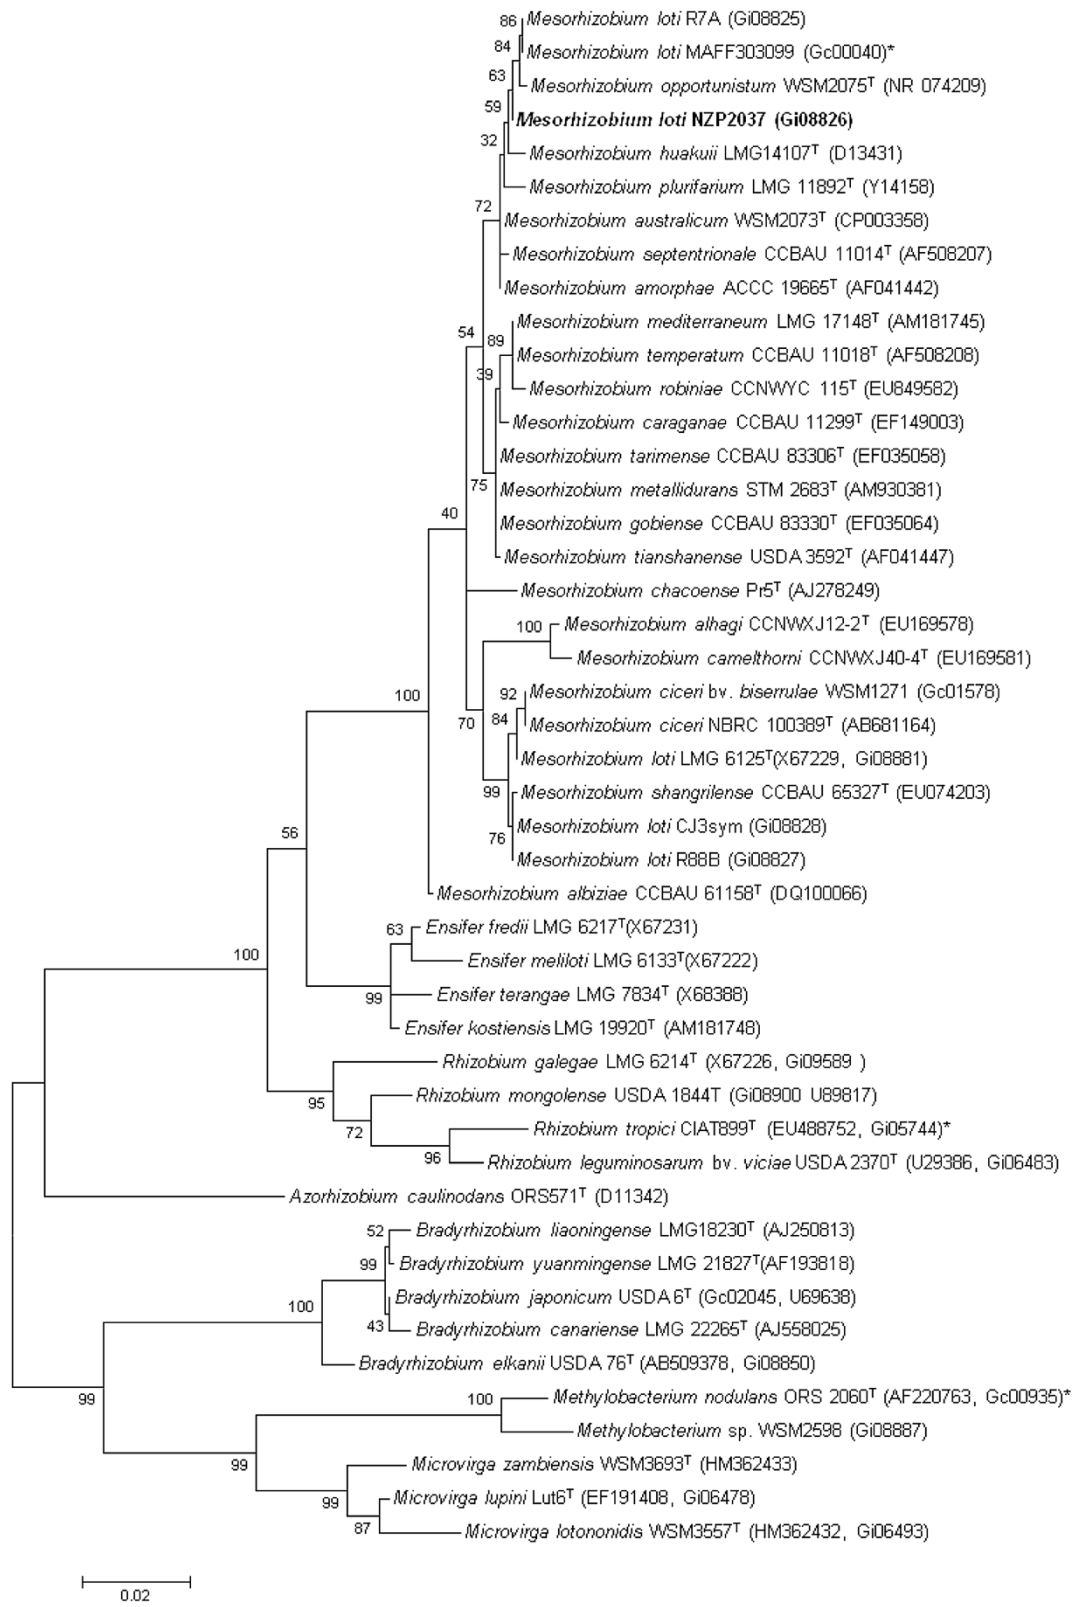 86
Mesorhizobium loti R7A (Gi08825)
84
Mesorhizobium loti MAFF303099 (Gc00040)*
63
Mesorhizobium opportunistum WSM2075ᵀ (NR 074209)
59
Mesorhizobium loti NZP2037 (Gi08826)
32
Mesorhizobium huakuii LMG14107ᵀ (D13431)
Mesorhizobium plurifarium LMG 11892ᵀ (Y14158)
72
Mesorhizobium australicum WSM2073ᵀ (CP003358)
Mesorhizobium septentrionale CCBAU 11014ᵀ (AF508207)
Mesorhizobium amorphae ACCC 19665ᵀ (AF041442)
Mesorhizobium mediterraneum LMG 17148ᵀ (AM181745)
54
89
Mesorhizobium temperatum CCBAU 11018ᵀ (AF508208)
39
Mesorhizobium robiniae CCNWYC 115ᵀ (EU849582)
Mesorhizobium caraganae CCBAU 11299ᵀ (EF149003)
Mesorhizobium tarimense CCBAU 83306ᵀ (EF035058)
75
Mesorhizobium metallidurans STM 2683ᵀ (AM930381)
40
Mesorhizobium gobiense CCBAU 83330ᵀ (EF035064)
Mesorhizobium tianshanense USDA 3592ᵀ (AF041447)
Mesorhizobium chacoense Pr5ᵀ (AJ278249)
100
Mesorhizobium alhagi CCNWXJ12-2ᵀ (EU169578)
Mesorhizobium camelthorni CCNWXJ40-4ᵀ (EU169581)
100
92
Mesorhizobium ciceri bv. biserrulae WSM1271 (Gc01578)
70
84
Mesorhizobium ciceri NBRC 100389ᵀ (AB681164)
Mesorhizobium loti LMG 6125ᵀ(X67229, Gi08881)
99
Mesorhizobium shangrilense CCBAU 65327ᵀ (EU074203)
56
Mesorhizobium loti CJ3sym (Gi08828)
76
Mesorhizobium loti R88B (Gi08827)
Mesorhizobium albiziae CCBAU 61158ᵀ (DQ100066)
63
Ensifer fredii LMG 6217ᵀ(X67231)
100
Ensifer meliloti LMG 6133ᵀ(X67222)
99
Ensifer terangae LMG 7834ᵀ (X68388)
Ensifer kostiensis LMG 19920ᵀ (AM181748)
Rhizobium galegae LMG 6214ᵀ (X67226, Gi09589 )
95
Rhizobium mongolense USDA 1844T (Gi08900 U89817)
72
Rhizobium tropici CIAT899ᵀ (EU488752, Gi05744)*
96
Rhizobium leguminosarum bv. viciae USDA 2370ᵀ (U29386, Gi06483)
Azorhizobium caulinodans ORS571ᵀ (D11342)
52
Bradyrhizobium liaoningense LMG18230ᵀ (AJ250813)
99
Bradyrhizobium yuanmingense LMG 21827ᵀ(AF193818)
100
Bradyrhizobium japonicum USDA 6ᵀ (Gc02045, U69638)
43
Bradyrhizobium canariense LMG 22265ᵀ (AJ558025)
Bradyrhizobium elkanii USDA 76ᵀ (AB509378, Gi08850)
99
100
Methylobacterium nodulans ORS 2060ᵀ (AF220763, Gc00935)*
Methylobacterium sp. WSM2598 (Gi08887)
99
Microvirga zambiensis WSM3693ᵀ (HM362433)
99
Microvirga lupini Lut6ᵀ (EF191408, Gi06478)
87
Microvirga lotononidis WSM3557ᵀ (HM362432, Gi06493)
0.02